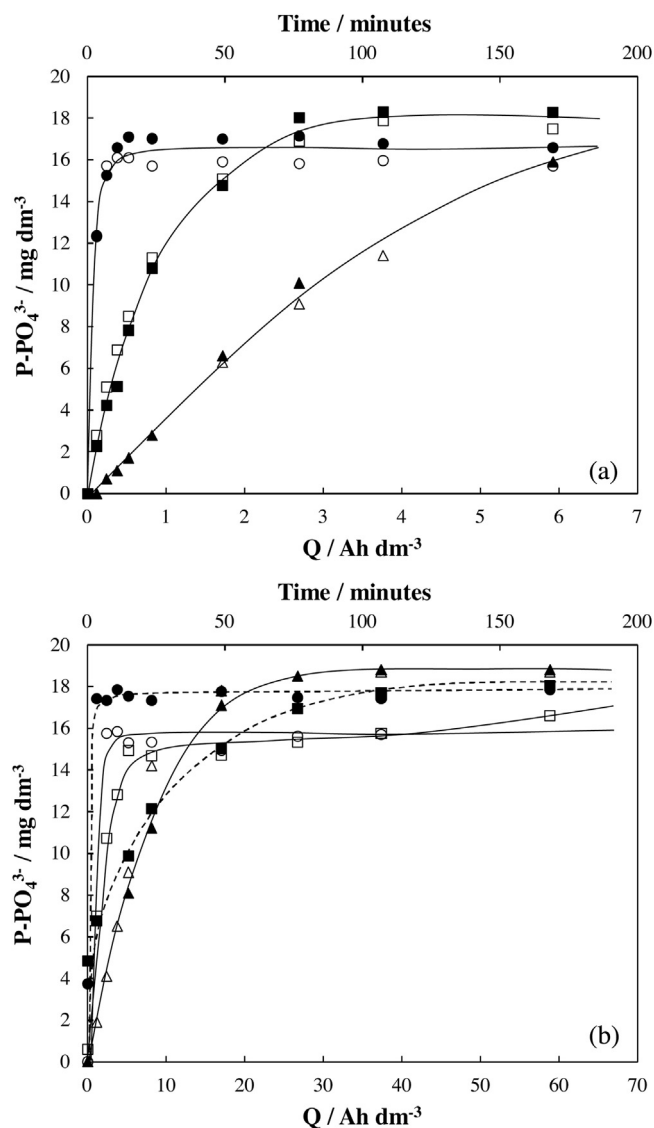 Time / minutes
0 50 100 150 200
20
18
16
14
12
10
8
6
4
2
0
P-PO₄³⁻ / mg dm⁻³
(a)
0 1 2 3 4 5 6 7
Q / Ah dm⁻³
Time / minutes
0 50 100 150 200
20
18
16
14
12
10
8
6
4
2
0
P-PO₄³⁻ / mg dm⁻³
(b)
0 10 20 30 40 50 60 70
Q / Ah dm⁻³